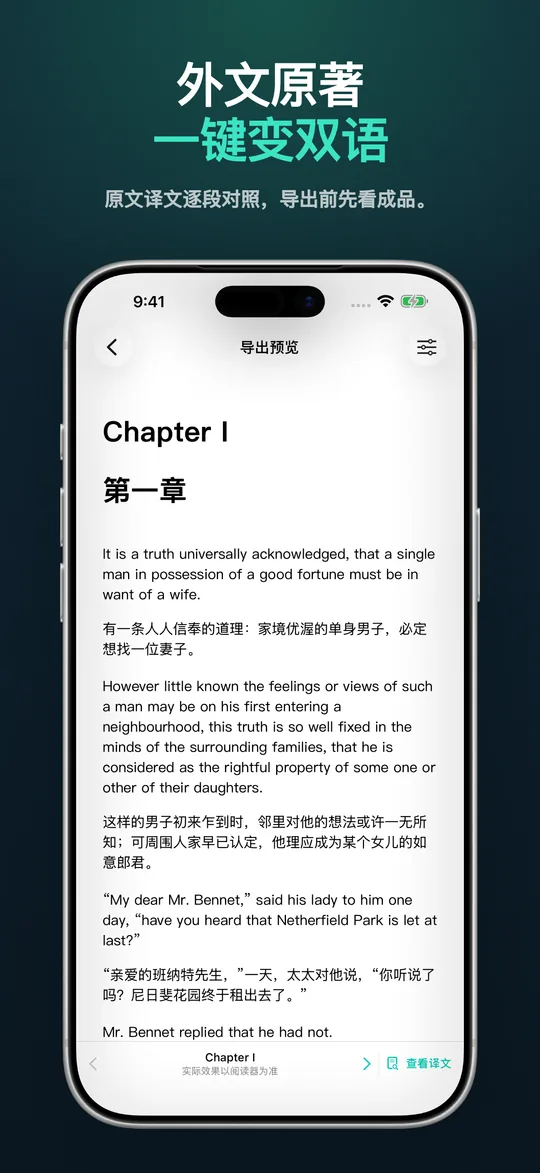 外文原著
一键变双语
原文译文逐段对照，导出前先看成品。
9:41
导出预览
Chapter I
第一章
It is a truth universally acknowledged, that a single
man in possession of a good fortune must be in
want of a wife.
有一条人人信奉的道理：家境优渥的单身男子，必定
想找一位妻子。
However little known the feelings or views of such
a man may be on his first entering a
neighbourhood, this truth is so well fixed in the
minds of the surrounding families, that he is
considered as the rightful property of some one or
other of their daughters.
这样的男子初来乍到时，邻里对他的想法或许一无所
知；可周围人家早已认定，他理应成为某个女儿的如
意郎君。
“My dear Mr. Bennet,” said his lady to him one
day, “have you heard that Netherfield Park is let at
last?”
“亲爱的班纳特先生，”一天，太太对他说，“你听说了
吗？尼日斐花园终于租出去了。”
Mr. Bennet replied that he had not.
Chapter I
实际效果以阅读器为准
查看译文